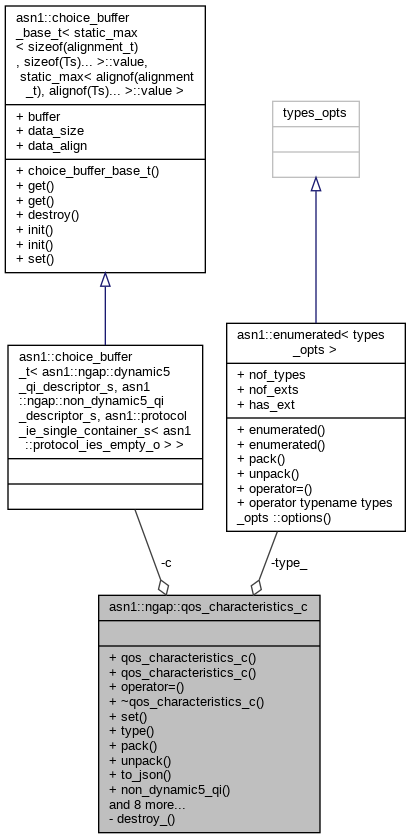 asn1::choice_buffer
_base_t< static_max
< sizeof(alignment_t)
, sizeof(Ts)... >::value,
static_max< alignof(alignment
_t), alignof(Ts)... >::value >
+ buffer
+ data_size
+ data_align
+ choice_buffer_base_t()
+ get()
+ get()
+ destroy()
+ init()
+ init()
+ set()
types_opts
asn1::choice_buffer
_t< asn1::ngap::dynamic5
_qi_descriptor_s, asn1
::ngap::non_dynamic5_qi
_descriptor_s, asn1::protocol
_ie_single_container_s< asn1
::protocol_ies_empty_o > >
asn1::enumerated< types
_opts >
+ nof_types
+ nof_exts
+ has_ext
+ enumerated()
+ enumerated()
+ pack()
+ unpack()
+ operator=()
+ operator typename types
_opts ::options()
-c
-type_
asn1::ngap::qos_characteristics_c
+ qos_characteristics_c()
+ qos_characteristics_c()
+ operator=()
+ ~qos_characteristics_c()
+ set()
+ type()
+ pack()
+ unpack()
+ to_json()
+ non_dynamic5_qi()
and 8 more...
- destroy_()